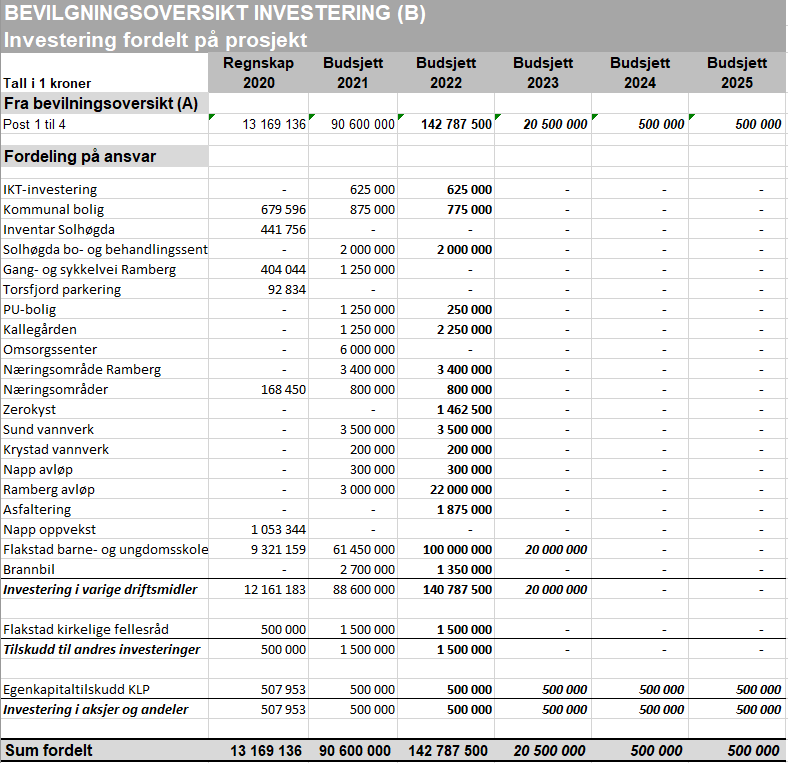 BEVILGNINGSOVERSIKT INVESTERING (B)
Investering fordelt på prosjekt
Regnskap Budsjett Budsjett Budsjett Budsjett Budsjett
Tall i 1 kroner 2020 2021 2022 2023 2024 2025
Fra bevilningsoversikt (A)
Post 1 til 4 13 169 136 90 600 000 142 787 500 20 500 000 500 000 500 000
Fordeling på ansvar
IKT-investering - 625 000 625 000 - - -
Kommunal bolig 679 596 875 000 775 000 - - -
Inventar Solhøgda 441 756 - - - - -
Solhøgda bo- og behandlingssent - 2 000 000 2 000 000 - - -
Gang- og sykkelvei Ramberg 404 044 1 250 000 - - - -
Torsfjord parkering 92 834 - - - - -
PU-bolig - 1 250 000 250 000 - - -
Kallegården - 1 250 000 2 250 000 - - -
Omsorgssenter - 6 000 000 - - - -
Næringsområde Ramberg - 3 400 000 3 400 000 - - -
Næringsområder 168 450 800 000 800 000 - - -
Zerokyst - - 1 462 500 - - -
Sund vannverk - 3 500 000 3 500 000 - - -
Krystad vannverk - 200 000 200 000 - - -
Napp avløp - 300 000 300 000 - - -
Ramberg avløp - 3 000 000 22 000 000 - - -
Asfaltering - - 1 875 000 - - -
Napp oppvekst 1 053 344 - - - - -
Flakstad barne- og ungdomsskole 9 321 159 61 450 000 100 000 000 20 000 000 - -
Brannbil - 2 700 000 1 350 000 - - -
Investering i varige driftsmidler 12 161 183 88 600 000 140 787 500 20 000 000 - -
Flakstad kirkelige fellesråd 500 000 1 500 000 1 500 000 - - -
Tilskudd til andres investeringer 500 000 1 500 000 1 500 000 - - -
Egenkapitaltilskudd KLP 507 953 500 000 500 000 500 000 500 000 500 000
Investering i aksjer og andeler 507 953 500 000 500 000 500 000 500 000 500 000
Sum fordelt 13 169 136 90 600 000 142 787 500 20 500 000 500 000 500 000